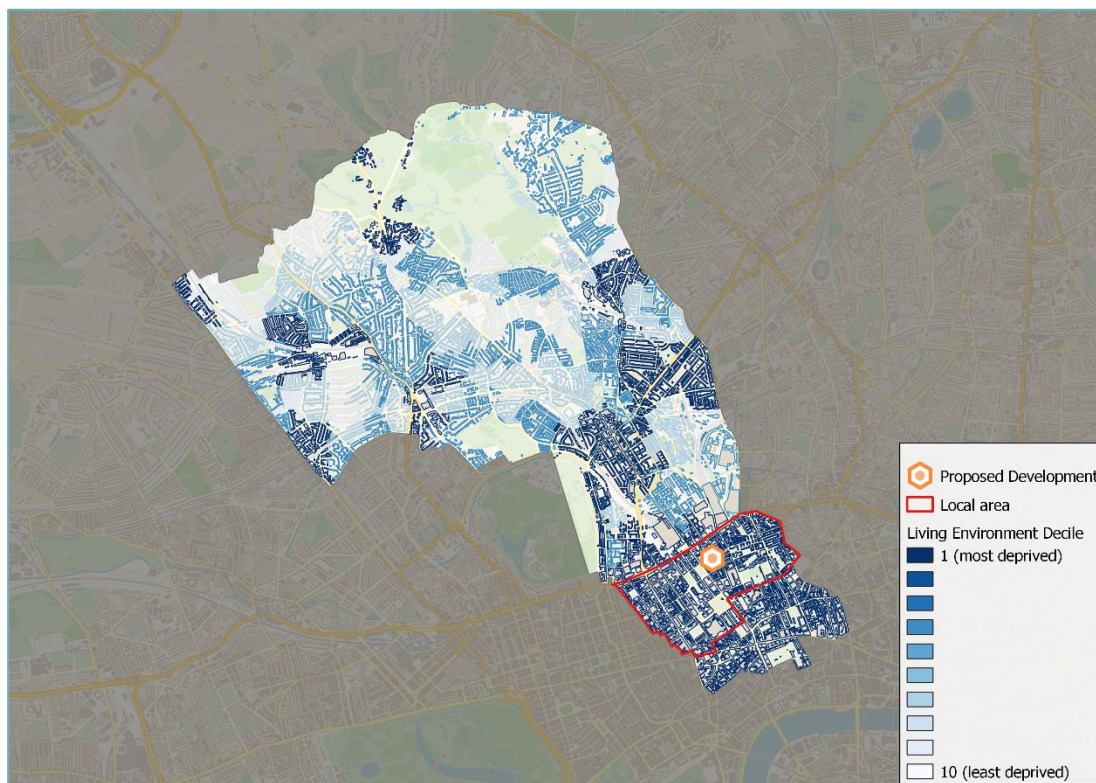 Proposed Development
Local area
Living Environment Decile
1 (most deprived)
10 (least deprived)